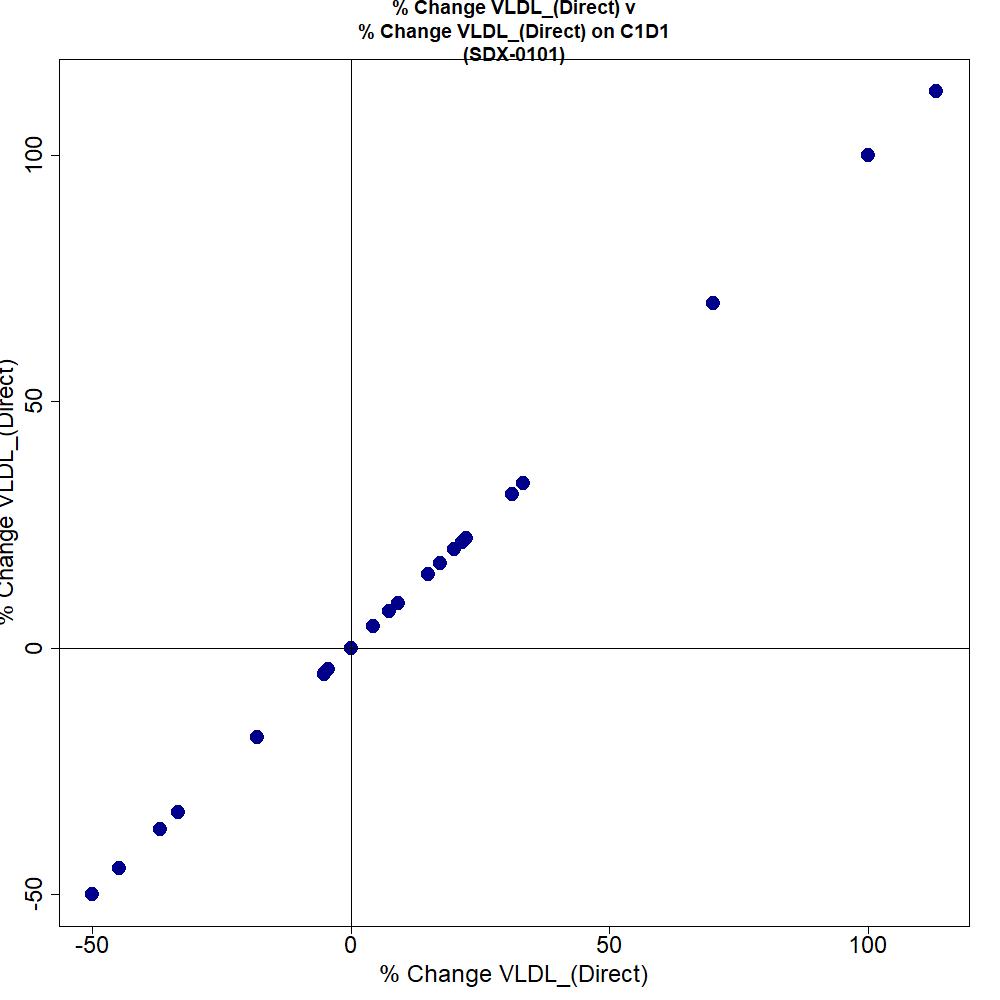 % Change VLDL_(Direct) v
% Change VLDL_(Direct) on C1D1
(SDX-0101)
% Change VLDL_(Direct)
100
50
0
-50
-50
0
50
100
% Change VLDL_(Direct)